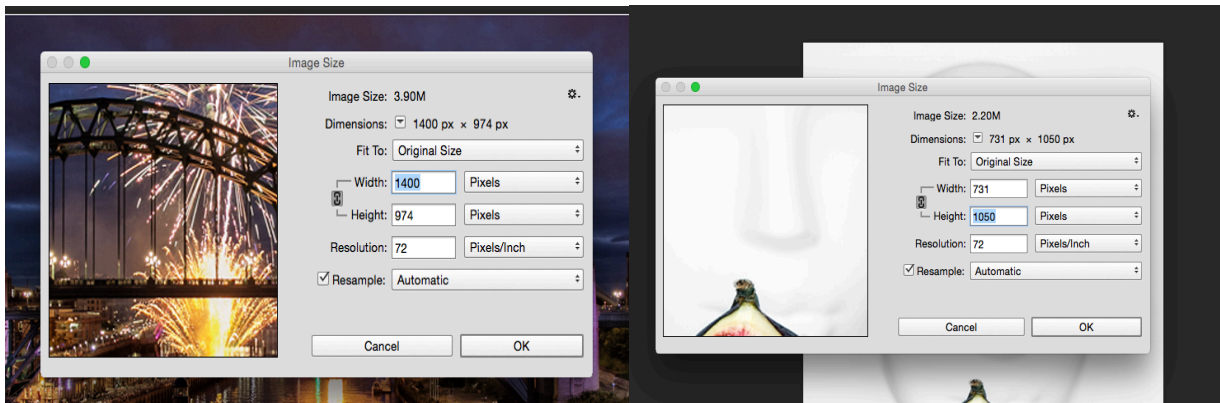 Image Size
Image Size: 3.90M
Dimensions: 1400 px × 974 px
Fit To: Original Size
Width: 1400 Pixels
Height: 974 Pixels
Resolution: 72 Pixels/Inch
Resample: Automatic
Cancel OK
Image Size
Image Size: 2.20M
Dimensions: 731 px × 1050 px
Fit To: Original Size
Width: 731 Pixels
Height: 1050 Pixels
Resolution: 72 Pixels/Inch
Resample: Automatic
Cancel OK